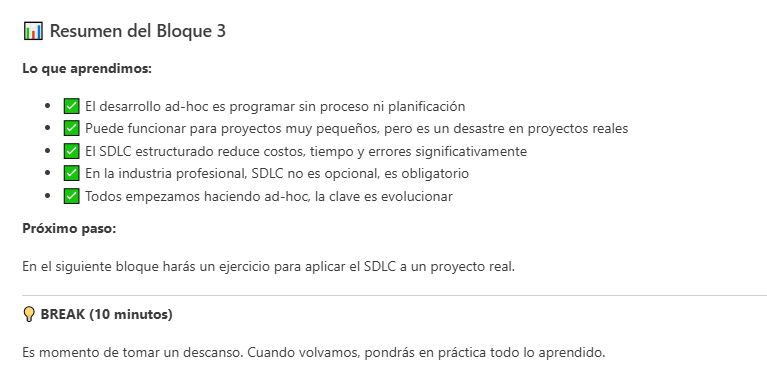 📊 Resumen del Bloque 3
Lo que aprendimos:
• ✅ El desarrollo ad-hoc es programar sin proceso ni planificación
• ✅ Puede funcionar para proyectos muy pequeños, pero es un desastre en proyectos reales
• ✅ El SDLC estructurado reduce costos, tiempo y errores significativamente
• ✅ En la industria profesional, SDLC no es opcional, es obligatorio
• ✅ Todos empezamos haciendo ad-hoc, la clave es evolucionar
Próximo paso:
En el siguiente bloque harás un ejercicio para aplicar el SDLC a un proyecto real.
💡 BREAK (10 minutos)
Es momento de tomar un descanso. Cuando volvamos, pondrás en práctica todo lo aprendido.